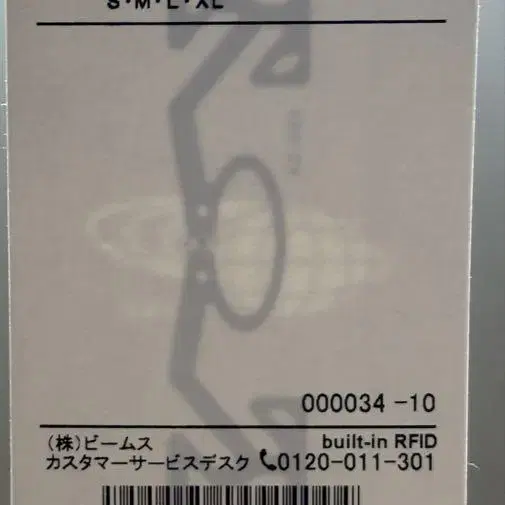 S・M・L・XL
000034 -10
(株)ビームス built-in RFID
カスタマーサービスデスク 0120-011-301